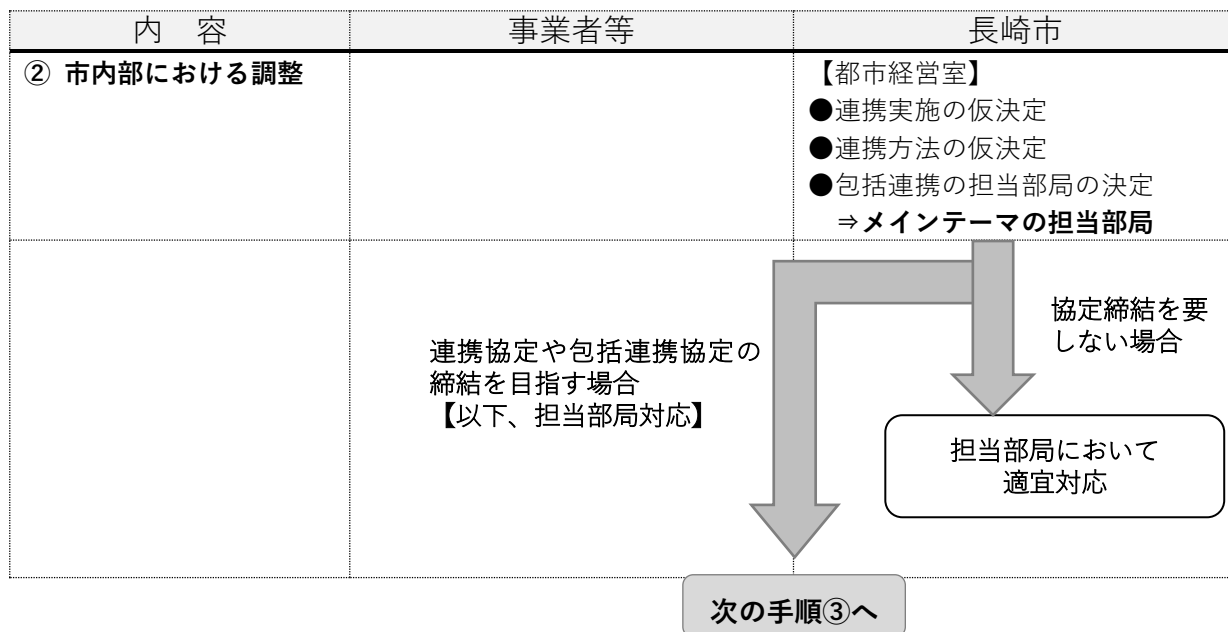 内　容
事業者等
長崎市
② 市内部における調整
【都市経営室】
●連携実施の仮決定
●連携方法の仮決定
●包括連携の担当部局の決定
⇒メインテーマの担当部局
協定締結を要
しない場合
連携協定や包括連携協定の
締結を目指す場合
【以下、担当部局対応】
担当部局において
適宜対応
次の手順③へ